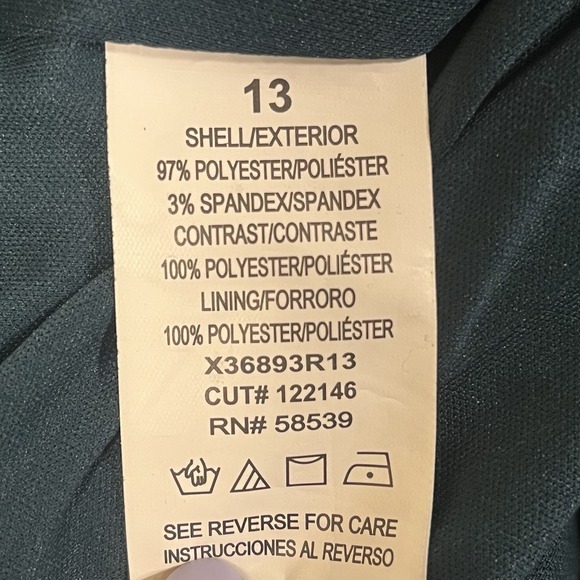 13
SHELL/EXTERIOR
97% POLYESTER/POLIÉSTER
3% SPANDEX/SPANDEX
CONTRAST/CONTRASTE
100% POLYESTER/POLIÉSTER
LINING/FORRORO
100% POLYESTER/POLIÉSTER
X36893R13
CUT# 122146
RN# 58539
SEE REVERSE FOR CARE
INSTRUCCIONES AL REVERSO